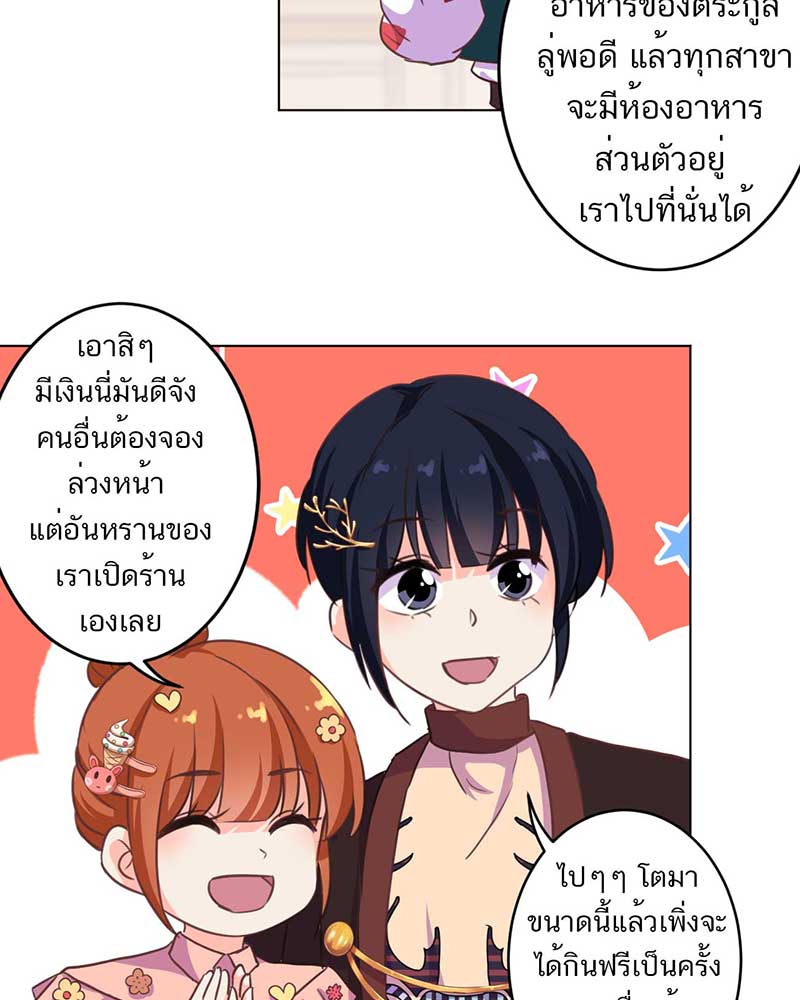 อาหารของตระกูล
ลู่พอดี แล้วทุกสาขา
จะมีห้องอาหาร
ส่วนตัวอยู่
เราไปที่นั่นได้
เอาสิๆ
มีเงินนี่มันดีจัง
คนอื่นต้องจอง
ล่วงหน้า
แต่อันหรานของ
เราเปิดร้าน
เองเลย
ไปๆๆ โตมา
ขนาดนี้แล้วเพิ่งจะ
ได้กินฟรีเป็นครั้ง